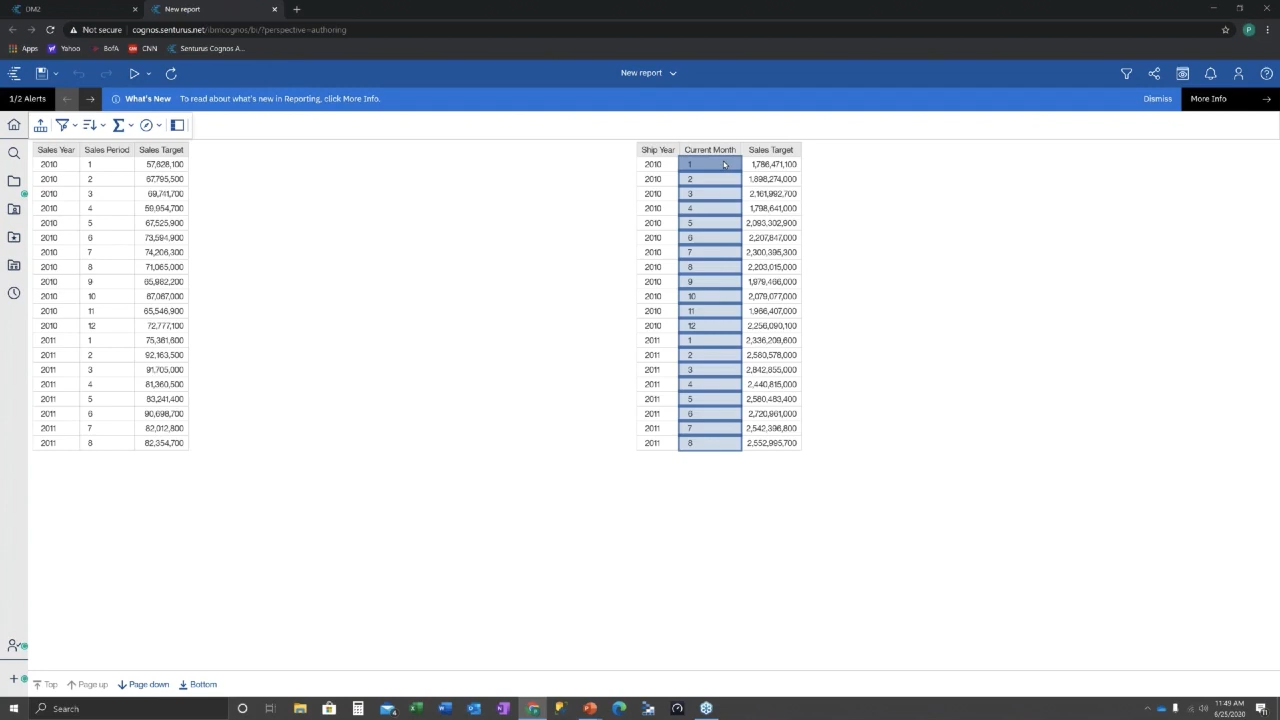 DM2
New report
Not secure cognos.senturus.net/ibmcognos/bi/?perspective=authoring
Apps Yahoo BofA CNN Senturus Cognos A...
New report
1/2 Alerts What's New To read about what's new in Reporting, click More Info. Dismiss More Info
Sales Year Sales Period Sales Target
2010 1 57,628,100
2010 2 67,795,500
2010 3 69,741,700
2010 4 59,954,700
2010 5 67,525,900
2010 6 73,594,900
2010 7 74,206,300
2010 8 71,065,000
2010 9 65,982,200
2010 10 87,067,000
2010 11 65,546,900
2010 12 72,777,100
2011 1 75,361,600
2011 2 92,163,500
2011 3 91,705,000
2011 4 81,360,500
2011 5 83,241,400
2011 6 90,698,700
2011 7 82,012,800
2011 8 82,354,700
Ship Year Current Month Sales Target
2010 1 1,786,471,100
2010 2 1,898,274,000
2010 3 2,161,992,700
2010 4 1,798,641,000
2010 5 2,093,302,900
2010 6 2,207,847,000
2010 7 2,300,395,300
2010 8 2,203,015,000
2010 9 1,979,466,000
2010 10 2,079,077,000
2010 11 1,966,407,000
2010 12 2,256,090,100
2011 1 2,336,209,600
2011 2 2,580,578,000
2011 3 2,842,855,000
2011 4 2,440,815,000
2011 5 2,580,483,400
2011 6 2,720,961,000
2011 7 2,542,396,800
2011 8 2,552,995,700
Top Page up Page down Bottom
Search
11:49 AM
6/25/2020